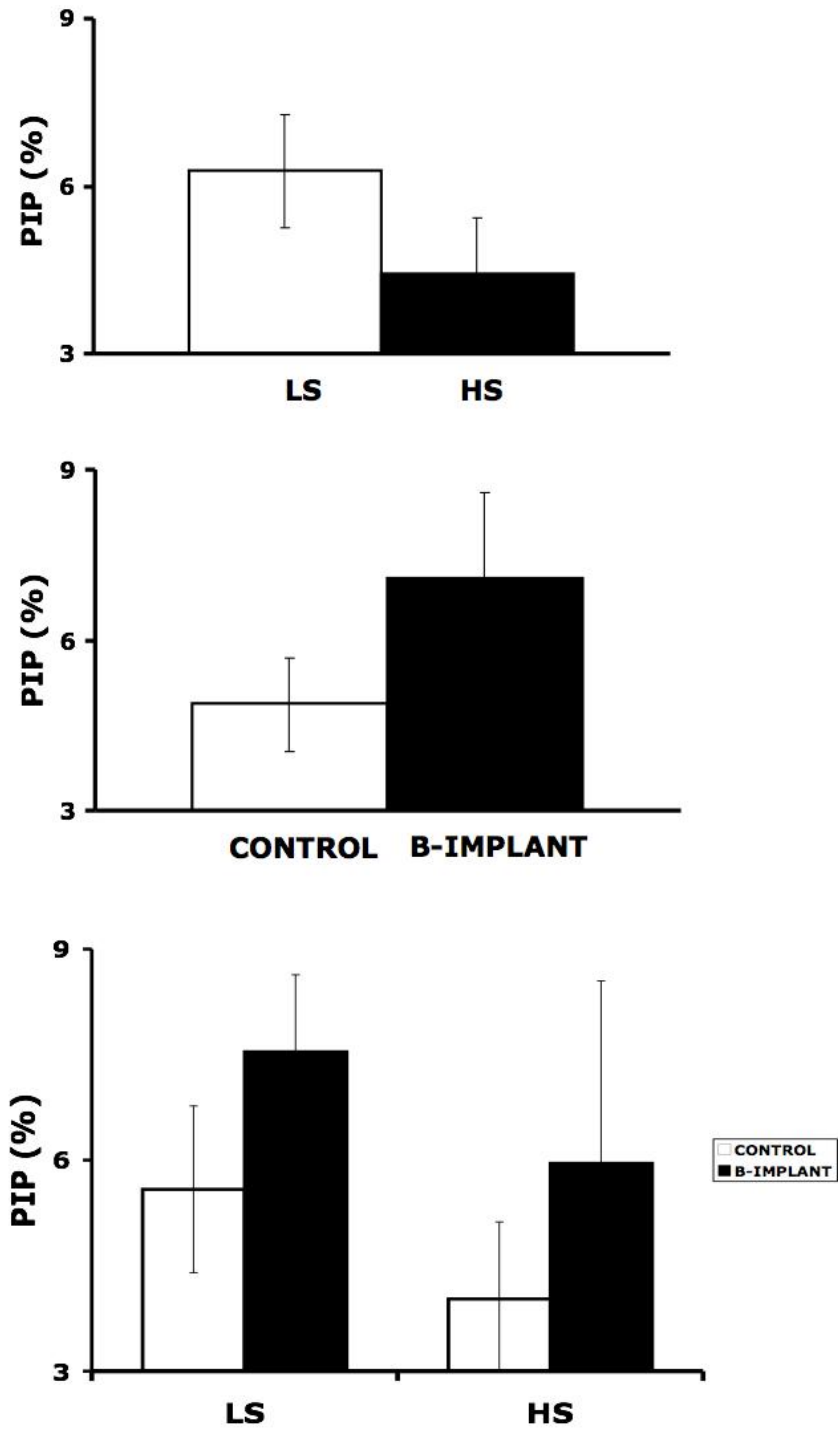 9
PIP (%)
6
3
LS HS
9
PIP (%)
6
3
CONTROL B-IMPLANT
9
PIP (%)
6
3
LS HS
CONTROL
B-IMPLANT